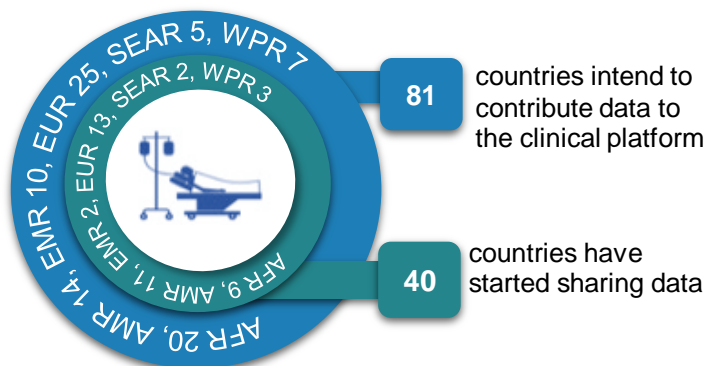 AFR 20, AMR 14, EMR 10, EUR 25, SEAR 5, WPR 7
AFR 9, AMR 11, EMR 2, EUR 13, SEAR 2, WPR 3
81
countries intend to
contribute data to
the clinical platform
40
countries have
started sharing data